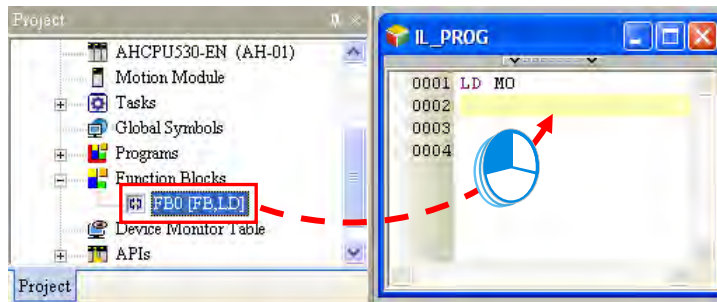 Project
AHCPU530-EN (AH-01)
Motion Module
Tasks
Global Symbols
Programs
Function Blocks
FB0 [FB,LD]
Device Monitor Table
APIs
Project
IL_PROG
0001 LD MO
0002
0003
0004